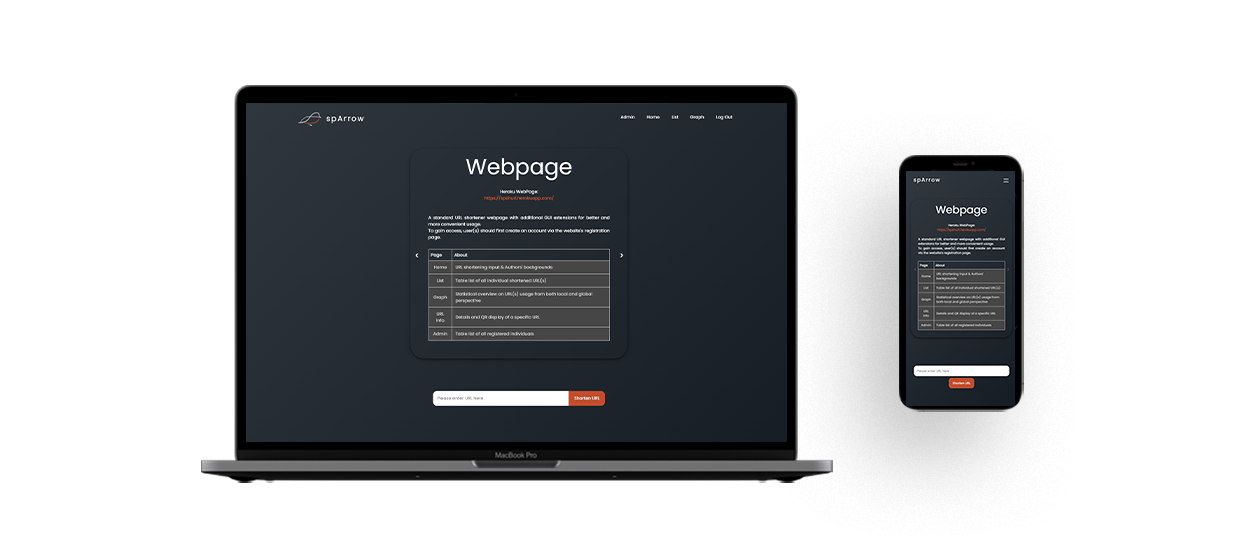 spArrow
Admin Home List Graph Log Out
Webpage
Heroku WebPage:
https://spahur.herokuapp.com/
A standard URL shortener webpage with additional GUI extensions for better and
more convenient usage.
To gain access, user(s) should first create an account via the website's registration
page.
Page About
Home URL shortening input & Authors' backgrounds
List Table list of all individual shortened URL(s)
Graph Statistical overview on URL(s) usage from both local and global
perspective
URL
Info Details and QR display of a specific URL
Admin Table list of all registered individuals
Please enter URL here Shorten URL
MacBook Pro
spArrow
Webpage
Heroku WebPage:
A standard URL shortener webpage with additional GUI
extensions for better and more convenient usage.
To gain access, user(s) should first create an account
via the website's registration page.
Page About
Home URL shortening input & Authors'
backgrounds
List Table list of all individual shortened URL(s)
Graph Statistical overview on URL(s) usage from
both local and global perspective
URL
Info Details and QR display of a specific URL
Admin Table list of all registered individuals
Please enter URL here
Shorten URL